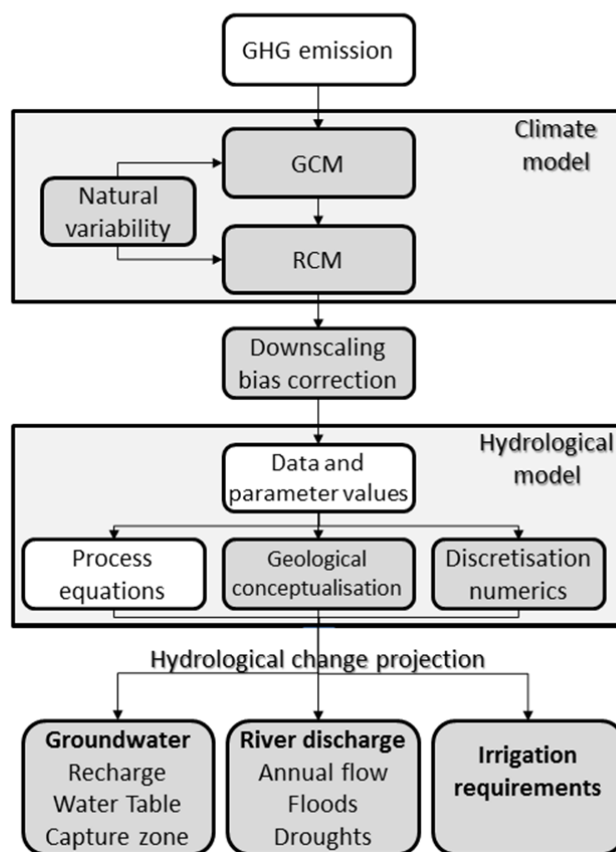 GHG emission
Climate
model
GCM
Natural
variability
RCM
Downscaling
bias correction
Hydrological
model
Data and
parameter values
Process
equations
Geological
conceptualisation
Discretisation
numerics
Hydrological change projection
Groundwater
Recharge
Water Table
Capture zone
River discharge
Annual flow
Floods
Droughts
Irrigation
requirements